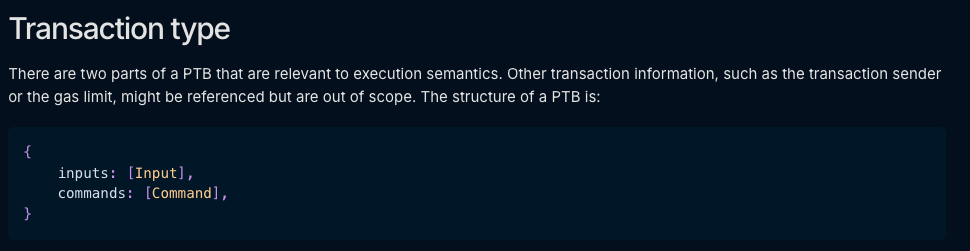 Transaction type
There are two parts of a PTB that are relevant to execution semantics. Other transaction information, such as the transaction sender
or the gas limit, might be referenced but are out of scope. The structure of a PTB is:
{
    inputs: [Input],
    commands: [Command],
}